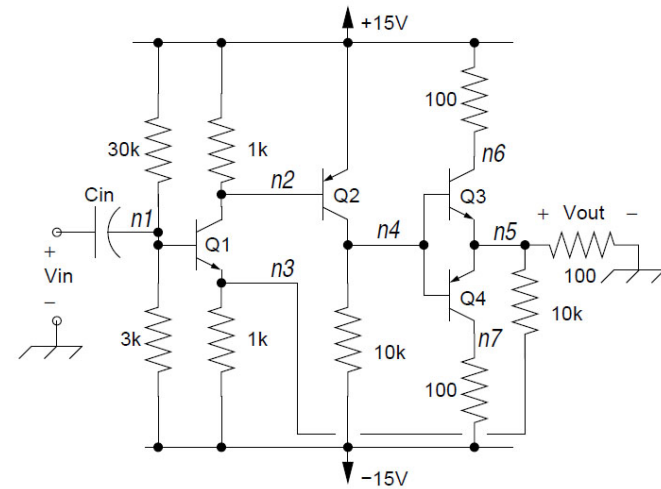 +15V
100
30k
1k
n6
Cin
n2
Q2
Q3
n1
n4
n5
+ Vout −
Q1
+
Vin
−
n3
Q4
100
3k
1k
10k
n7
10k
100
−15V